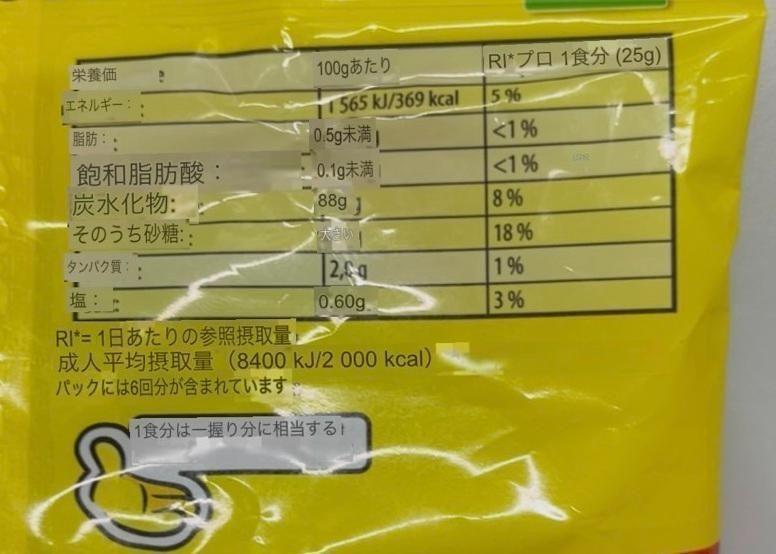 栄養価 100gあたり RI*プロ 1食分 (25g)
エネルギー: 1 565 kJ/369 kcal 5 %
脂肪: 0.5g未満 <1 %
飽和脂肪酸: 0.1g未満 <1 %
炭水化物: 88g 8 %
そのうち砂糖: 大きい 18 %
タンパク質: 1 %
塩: 0.60g 3 %
RI*= 1日あたりの参照摂取量
成人平均摂取量 (8400 kJ/2 000 kcal)
パックには6回分が含まれています
1食分は一握り分に相当する